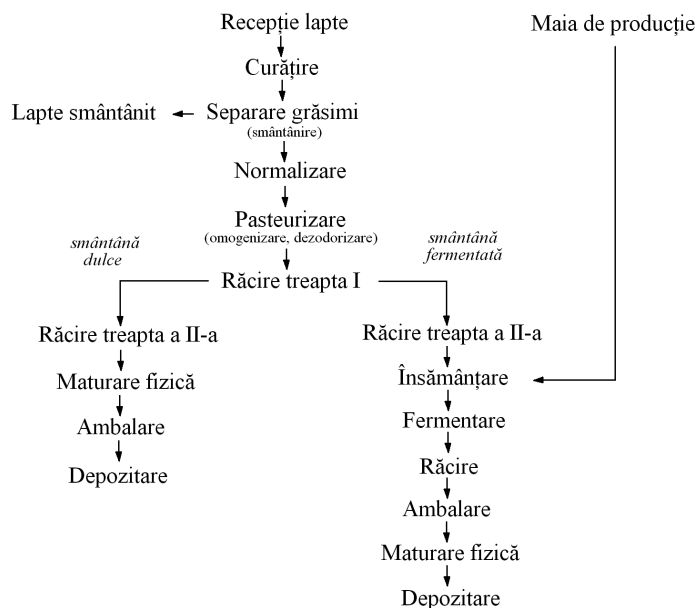 Recepție lapte
Maia de producție
Curățire
Lapte smântânit
Separare grăsimi
(smântânire)
Normalizare
Pasteurizare
(omogenizare, dezodorizare)
smântână
dulce
smântână
fermentată
Răcire treapta I
Răcire treapta a II-a
Maturare fizică
Ambalare
Depozitare
Răcire treapta a II-a
Însămânțare
Fermentare
Răcire
Ambalare
Maturare fizică
Depozitare